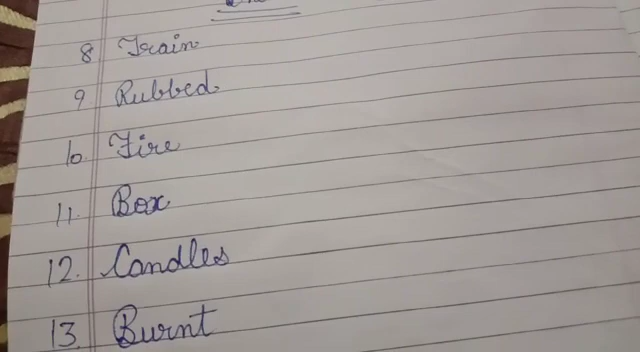 8 Train
9 Rubbed
10. Fire
11. Box
12. Candles
13. Burnt